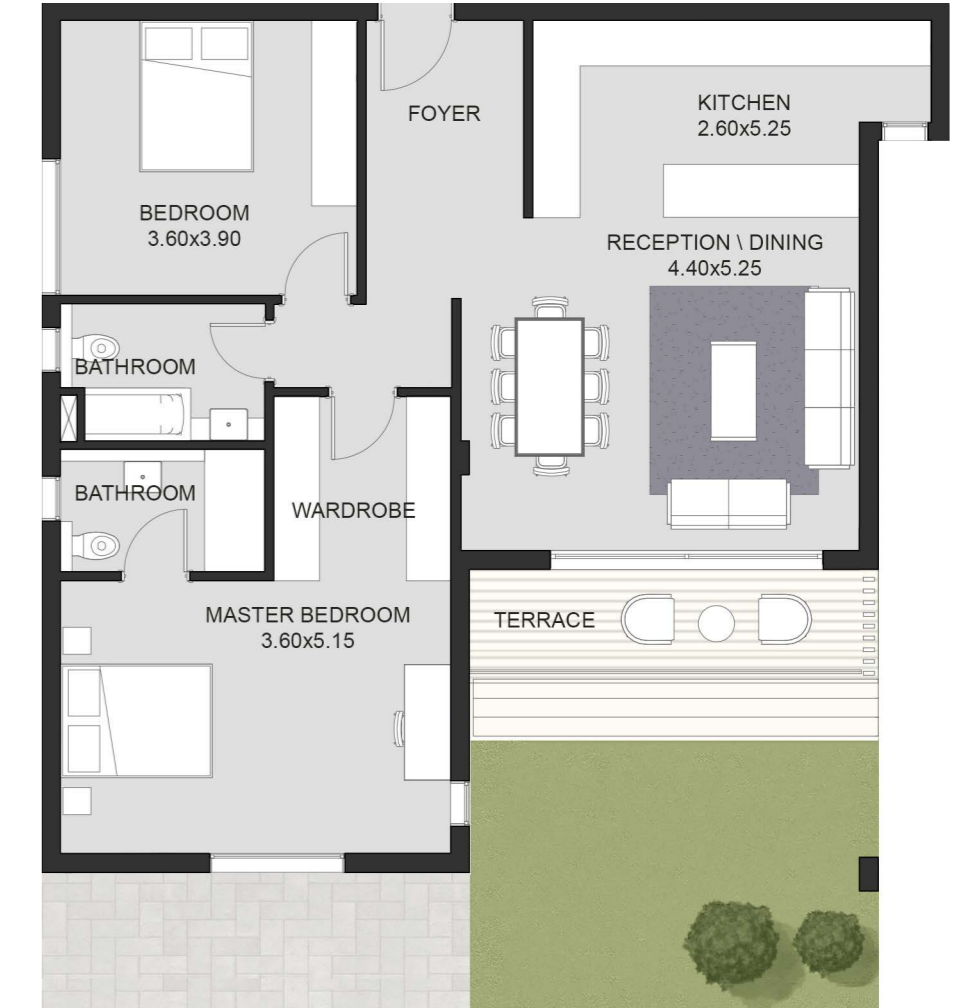 FOYER
KITCHEN
2.60x5.25
BEDROOM
3.60x3.90
RECEPTION \ DINING
4.40x5.25
BATHROOM
BATHROOM
WARDROBE
MASTER BEDROOM
3.60x5.15
TERRACE